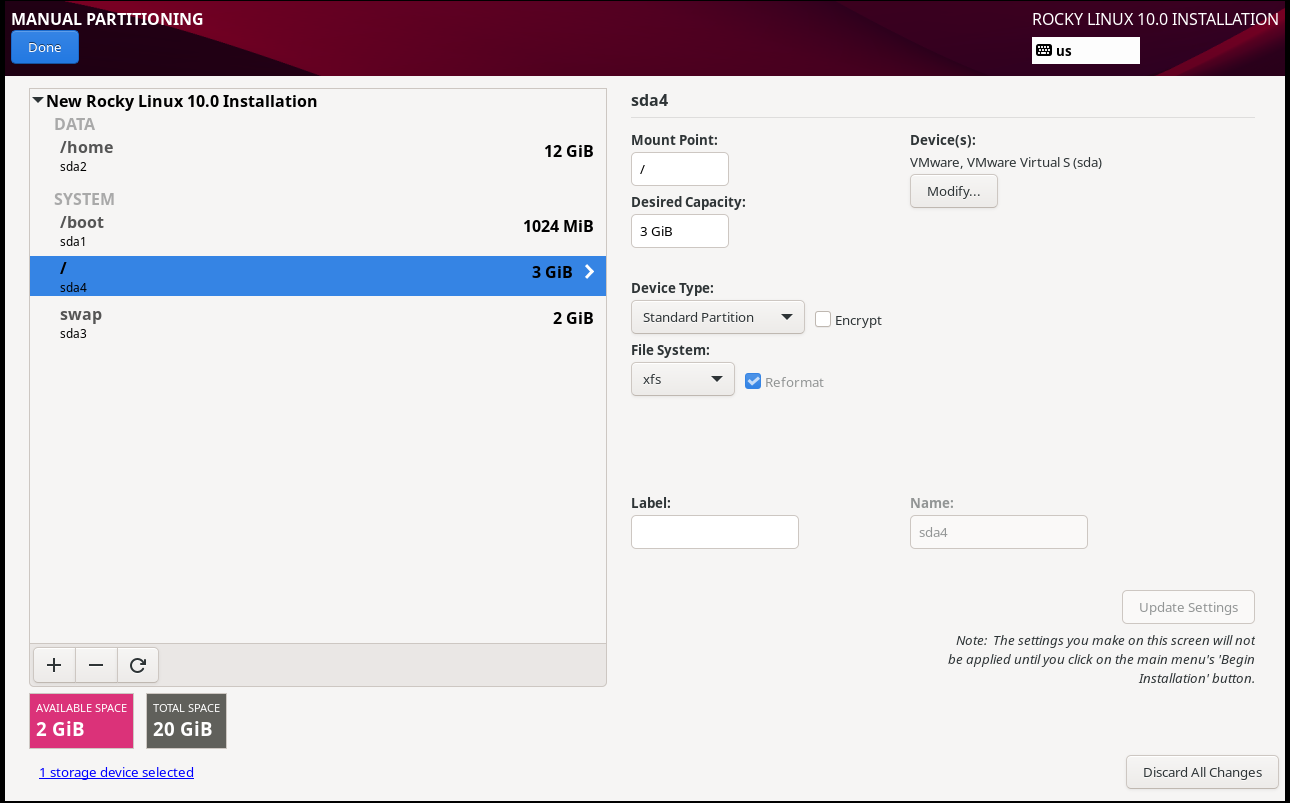 MANUAL PARTITIONING
ROCKY LINUX 10.0 INSTALLATION
Done
us
New Rocky Linux 10.0 Installation
DATA
/home
12 GiB
sda2
SYSTEM
/boot
1024 MiB
sda1
/
3 GiB
sda4
swap
2 GiB
sda3
AVAILABLE SPACE
2 GiB
TOTAL SPACE
20 GiB
1 storage device selected
sda4
Mount Point:
/
Device(s):
VMware, VMware Virtual S (sda)
Modify...
Desired Capacity:
3 GiB
Device Type:
Standard Partition
Encrypt
File System:
xfs
Reformat
Label:
Name:
sda4
Update Settings
Note: The settings you make on this screen will not
be applied until you click on the main menu's 'Begin
Installation' button.
Discard All Changes